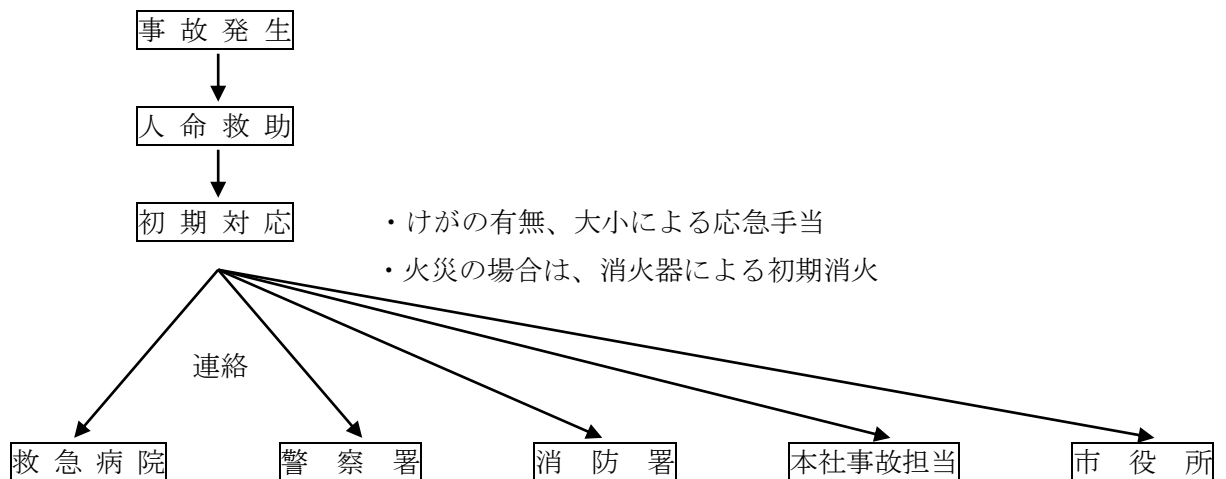 事故発生
人命救助
初期対応
・けがの有無、大小による応急手当
・火災の場合は、消火器による初期消火
連絡
救急病院 警察署 消防署 本社事故担当 市役所